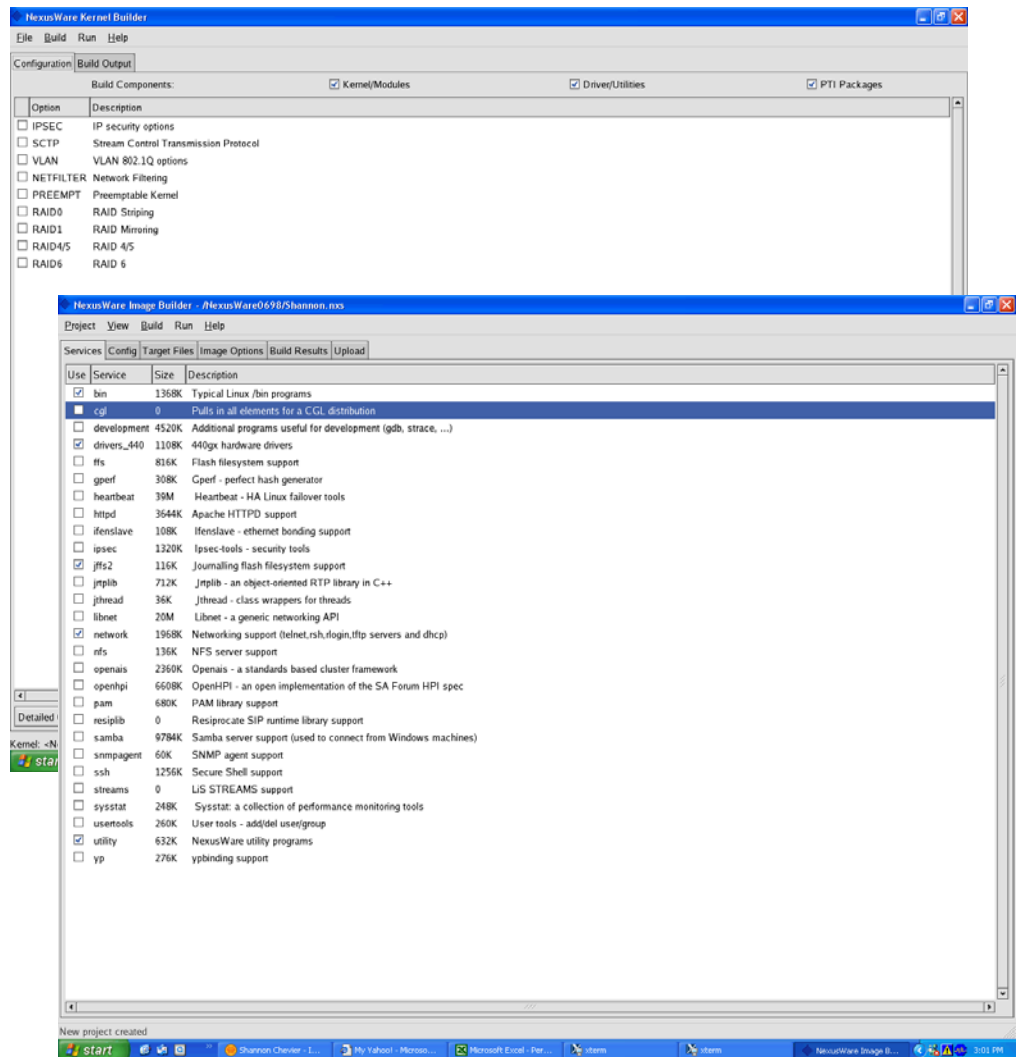 NexusWare Kernel Builder
File Build Run Help
Configuration Build Output
Build Components: Kernel/Modules Driver/Utilities PTI Packages
Option Description
IPSEC IP security options
SCTP Stream Control Transmission Protocol
VLAN VLAN 802.1Q options
NETFILTER Network Filtering
PREEMPT Preemptable Kernel
RAID0 RAID Striping
RAID1 RAID Mirroring
RAID4/5 RAID 4/5
RAID6 RAID 6
Detailed
Kernel: <N
star
NexusWare Image Builder - /NexusWare0698/Shannon.nxs
Project View Build Run Help
Services Config Target Files Image Options Build Results Upload
Use Service Size Description
bin 1368K Typical Linux /bin programs
cgl 0 Pulls in all elements for a CGL distribution
development 4520K Additional programs useful for development (gdb, strace, ...)
drivers_440 1108K 440gx hardware drivers
ffs 816K Flash filesystem support
gperf 308K Gperf - perfect hash generator
heartbeat 39M Heartbeat - HA Linux failover tools
httpd 3644K Apache HTTPD support
ifenslave 108K Ifenslave - ethernet bonding support
ipsec 1320K Ipsec-tools - security tools
jffs2 116K Journalling flash filesystem support
jrtplib 712K Jrtplib - an object-oriented RTP library in C++
jthread 36K Jthread - class wrappers for threads
libnet 20M Libnet - a generic networking API
network 1968K Networking support (telnet,rsh,rlogin,tftp servers and dhcp)
nfs 136K NFS server support
openais 2360K Openais - a standards based cluster framework
openhpi 6608K OpenHPI - an open implementation of the SA Forum HPI spec
pam 680K PAM library support
resiplib 0 Resiprocate SIP runtime library support
samba 9784K Samba server support (used to connect from Windows machines)
snmpagent 60K SNMP agent support
ssh 1256K Secure Shell support
streams 0 LiS STREAMS support
sysstat 248K Sysstat: a collection of performance monitoring tools
usertools 260K User tools - add/del user/group
utility 632K NexusWare utility programs
yp 276K ypbinding support
New project created
start Shannon Chevier - I... My Yahoo! - Microso... Microsoft Excel - Per... xterm xterm NexusWare Image B... 3:01 PM